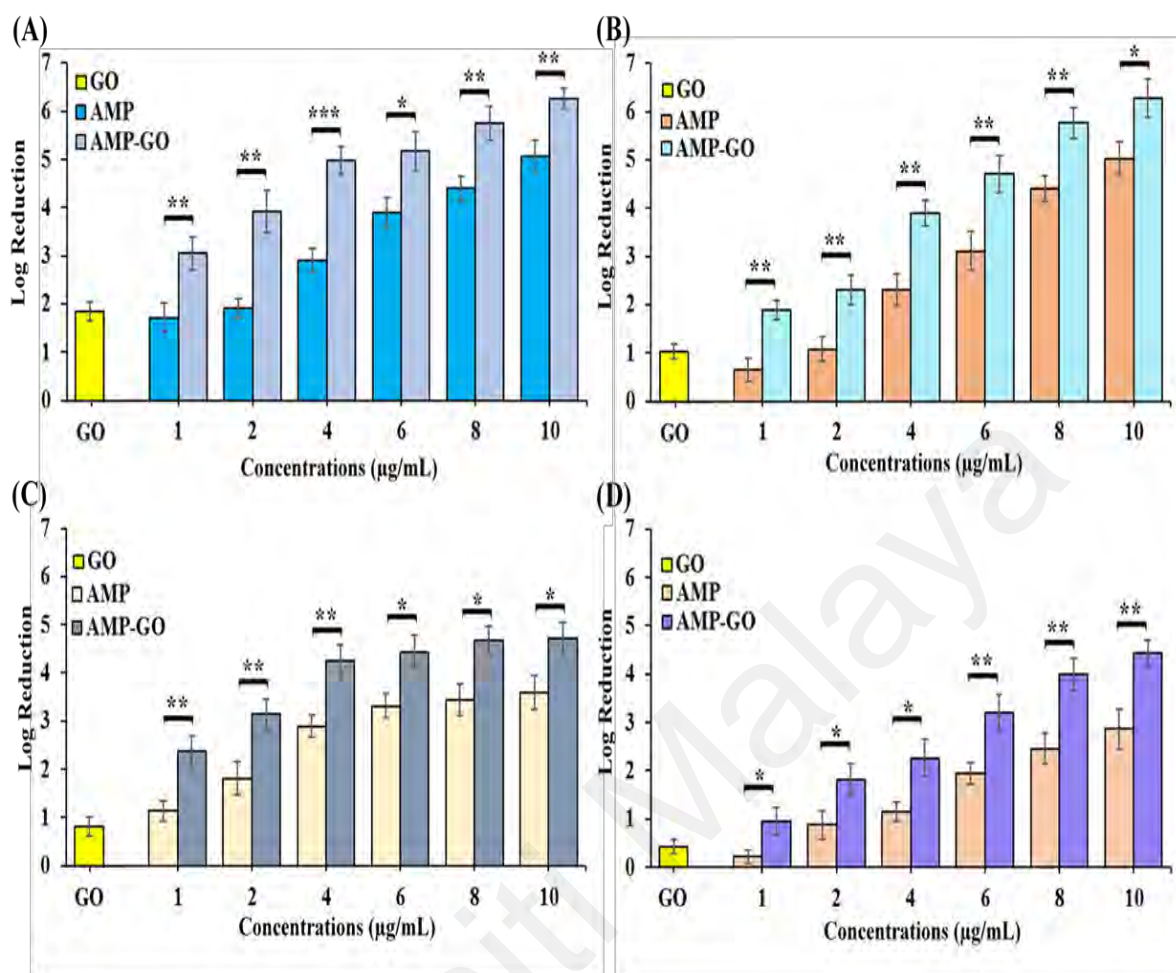 (A)
Log Reduction
7
6
5
4
3
2
1
0
GO
AMP
AMP-GO
**
**
***
*
**
**
GO 1 2 4 6 8 10
Concentrations (µg/mL)
(B)
Log Reduction
7
6
5
4
3
2
1
0
GO
AMP
AMP-GO
**
**
**
**
**
*
GO 1 2 4 6 8 10
Concentrations (µg/mL)
(C)
Log Reduction
7
6
5
4
3
2
1
0
GO
AMP
AMP-GO
**
**
**
*
*
*
GO 1 2 4 6 8 10
Concentrations (µg/mL)
(D)
Log Reduction
7
6
5
4
3
2
1
0
GO
AMP
AMP-GO
*
*
*
**
**
**
GO 1 2 4 6 8 10
Concentrations (µg/mL)
iti Malaya